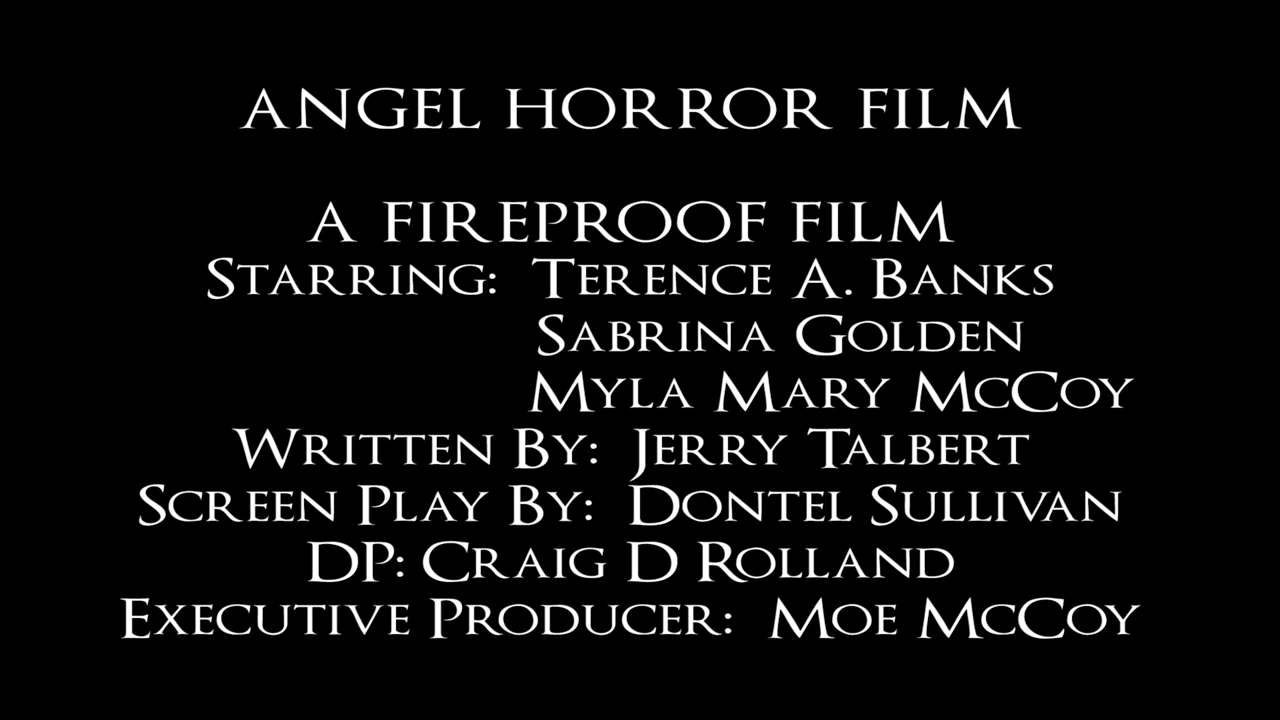 ANGEL HORROR FILM
A FIREPROOF FILM
STARRING: TERENCE A. BANKS
SABRINA GOLDEN
MYLA MARY MCCOY
WRITTEN BY: JERRY TALBERT
SCREEN PLAY BY: DONTEL SULLIVAN
DP: CRAIG D ROLLAND
EXECUTIVE PRODUCER: MOE MCCOY